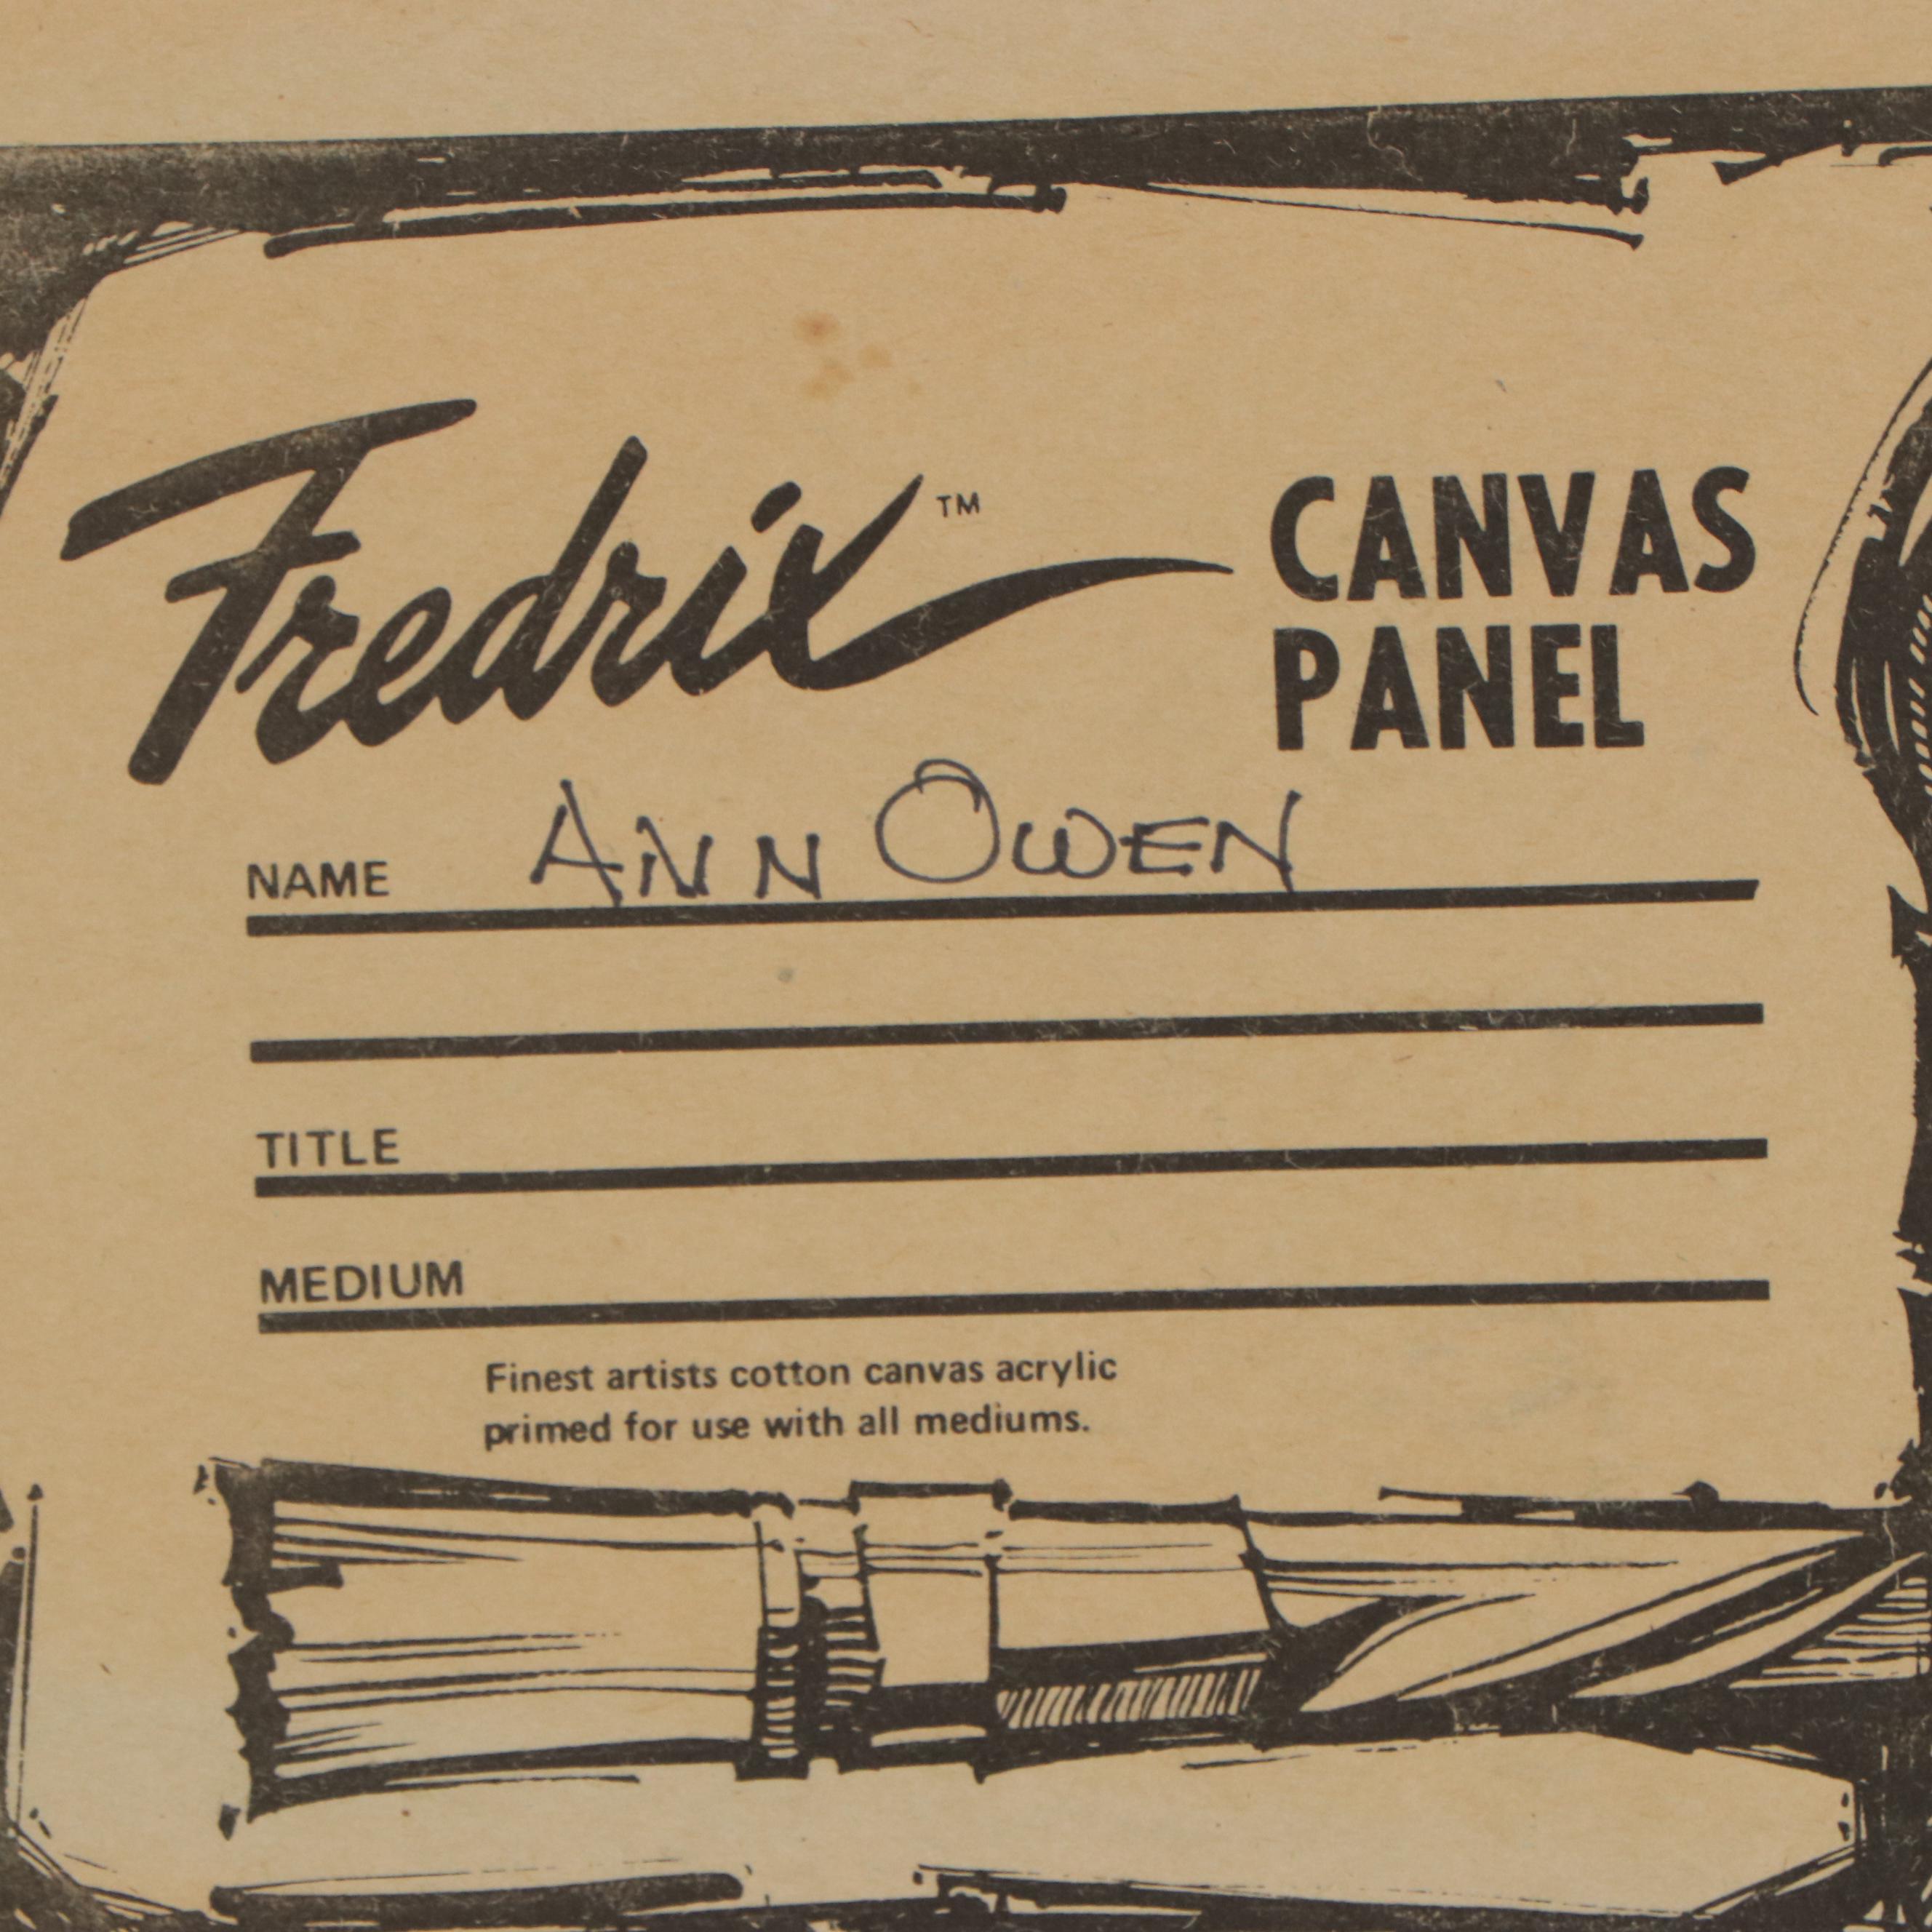 Fredrix™ CANVAS
PANEL
NAME ANN OWEN
TITLE
MEDIUM
Finest artists cotton canvas acrylic
primed for use with all mediums.